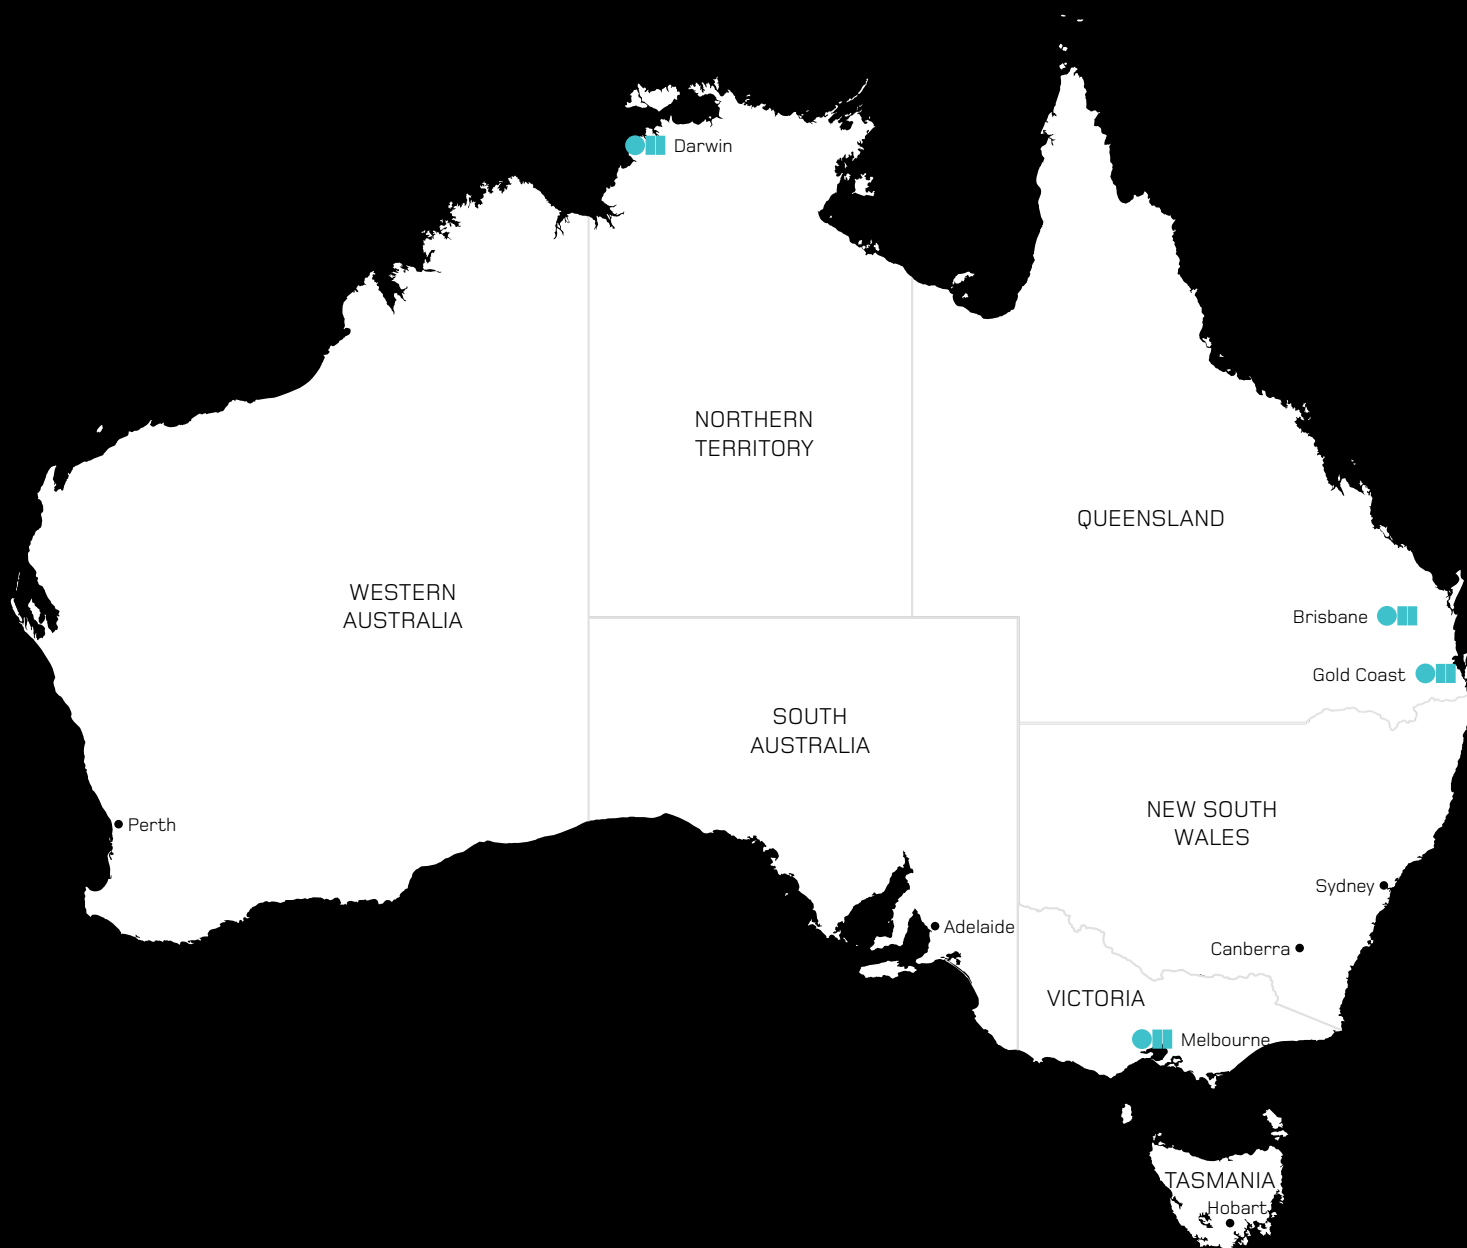 Darwin
NORTHERN
TERRITORY
QUEENSLAND
WESTERN
AUSTRALIA
Brisbane
Gold Coast
SOUTH
AUSTRALIA
NEW SOUTH
WALES
Perth
Sydney
Adelaide
Canberra
VICTORIA
Melbourne
TASMANIA
Hobart